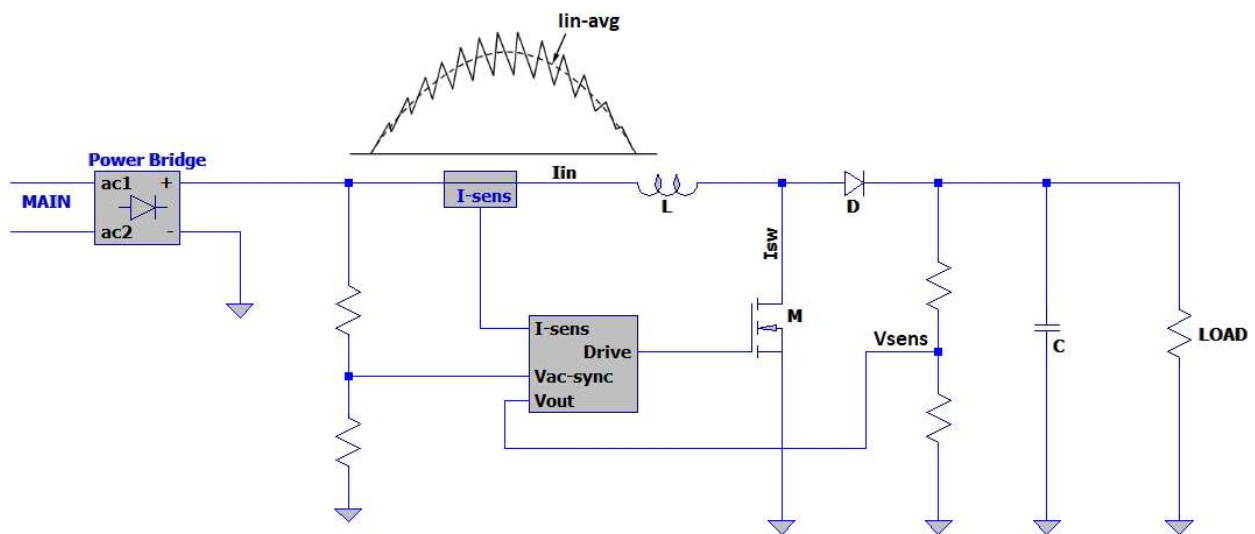 Iin-avg
Power Bridge
MAIN
ac1 +
ac2 -
I-sens
Iin
L
D
Isw
I-sens
Drive
Vac-sync
Vout
M
Vsens
C
LOAD